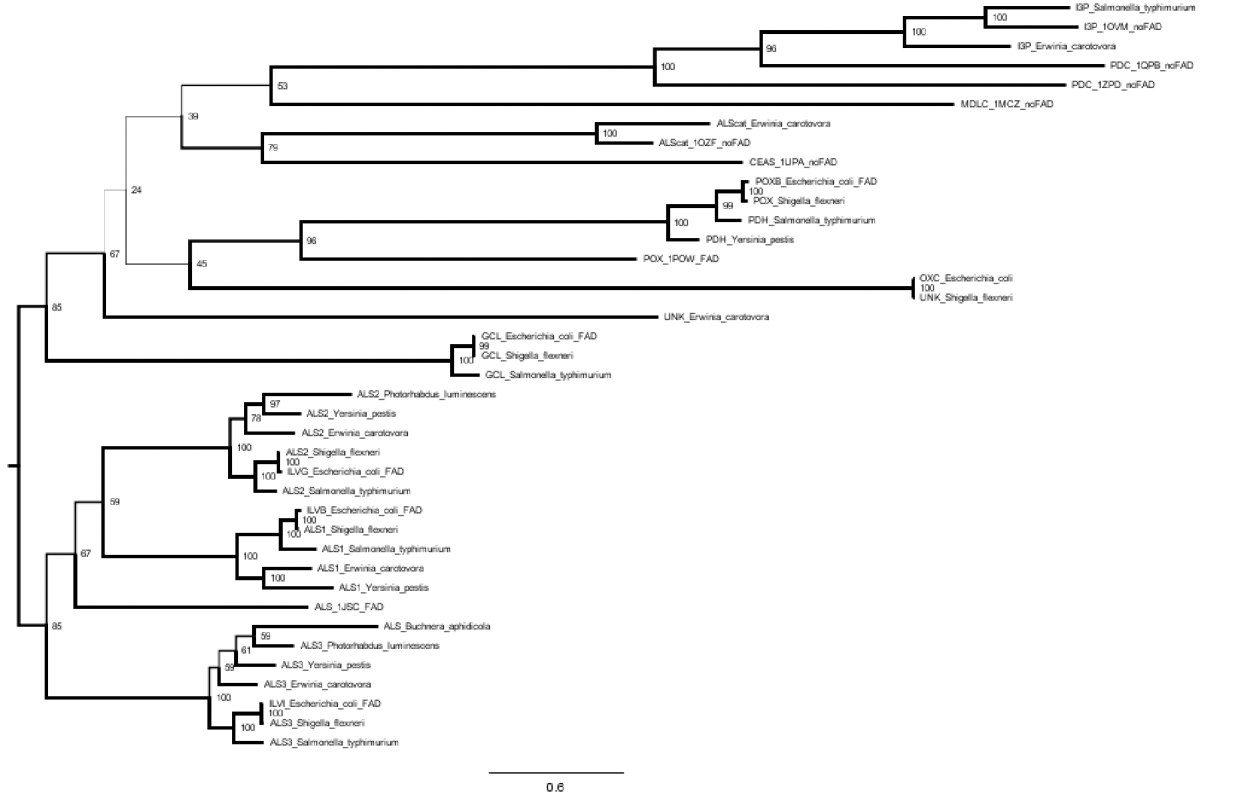 I3P_Salmonella_typhimurium
100
I3P_1OVM_noFAD
100
I3P_Erwinia_carotovora
96
PDC_1QPB_noFAD
100
PDC_1ZPD_noFAD
53
MDLC_1MCZ_noFAD
39
ALScat_Erwinia_carotovora
100
ALScat_1OZF_noFAD
79
CEAS_1UPA_noFAD
24
POXB_Escherichia_coli_FAD
100
POX_Shigella_flexneri
99
PDH_Salmonella_typhimurium
100
PDH_Yersinia_pestis
96
POX_1POW_FAD
45
OXC_Escherichia_coli
100
UNK_Shigella_flexneri
67
UNK_Erwinia_carotovora
85
GCL_Escherichia_coli_FAD
99
GCL_Shigella_flexneri
100
GCL_Salmonella_typhimurium
ALS2_Photorhabdus_luminescens
97
ALS2_Yersinia_pestis
78
ALS2_Erwinia_carotovora
100
ALS2_Shigella_flexneri
100
ILVG_Escherichia_coli_FAD
100
ALS2_Salmonella_typhimurium
59
ILVB_Escherichia_coli_FAD
100
ALS1_Shigella_flexneri
100
ALS1_Salmonella_typhimurium
100
ALS1_Erwinia_carotovora
100
ALS1_Yersinia_pestis
67
ALS_1JSC_FAD
85
ALS_Buchnera_aphidicola
59
ALS3_Photorhabdus_luminescens
61
ALS3_Yersinia_pestis
59
ALS3_Erwinia_carotovora
100
ILVI_Escherichia_coli_FAD
100
ALS3_Shigella_flexneri
100
ALS3_Salmonella_typhimurium
0.6